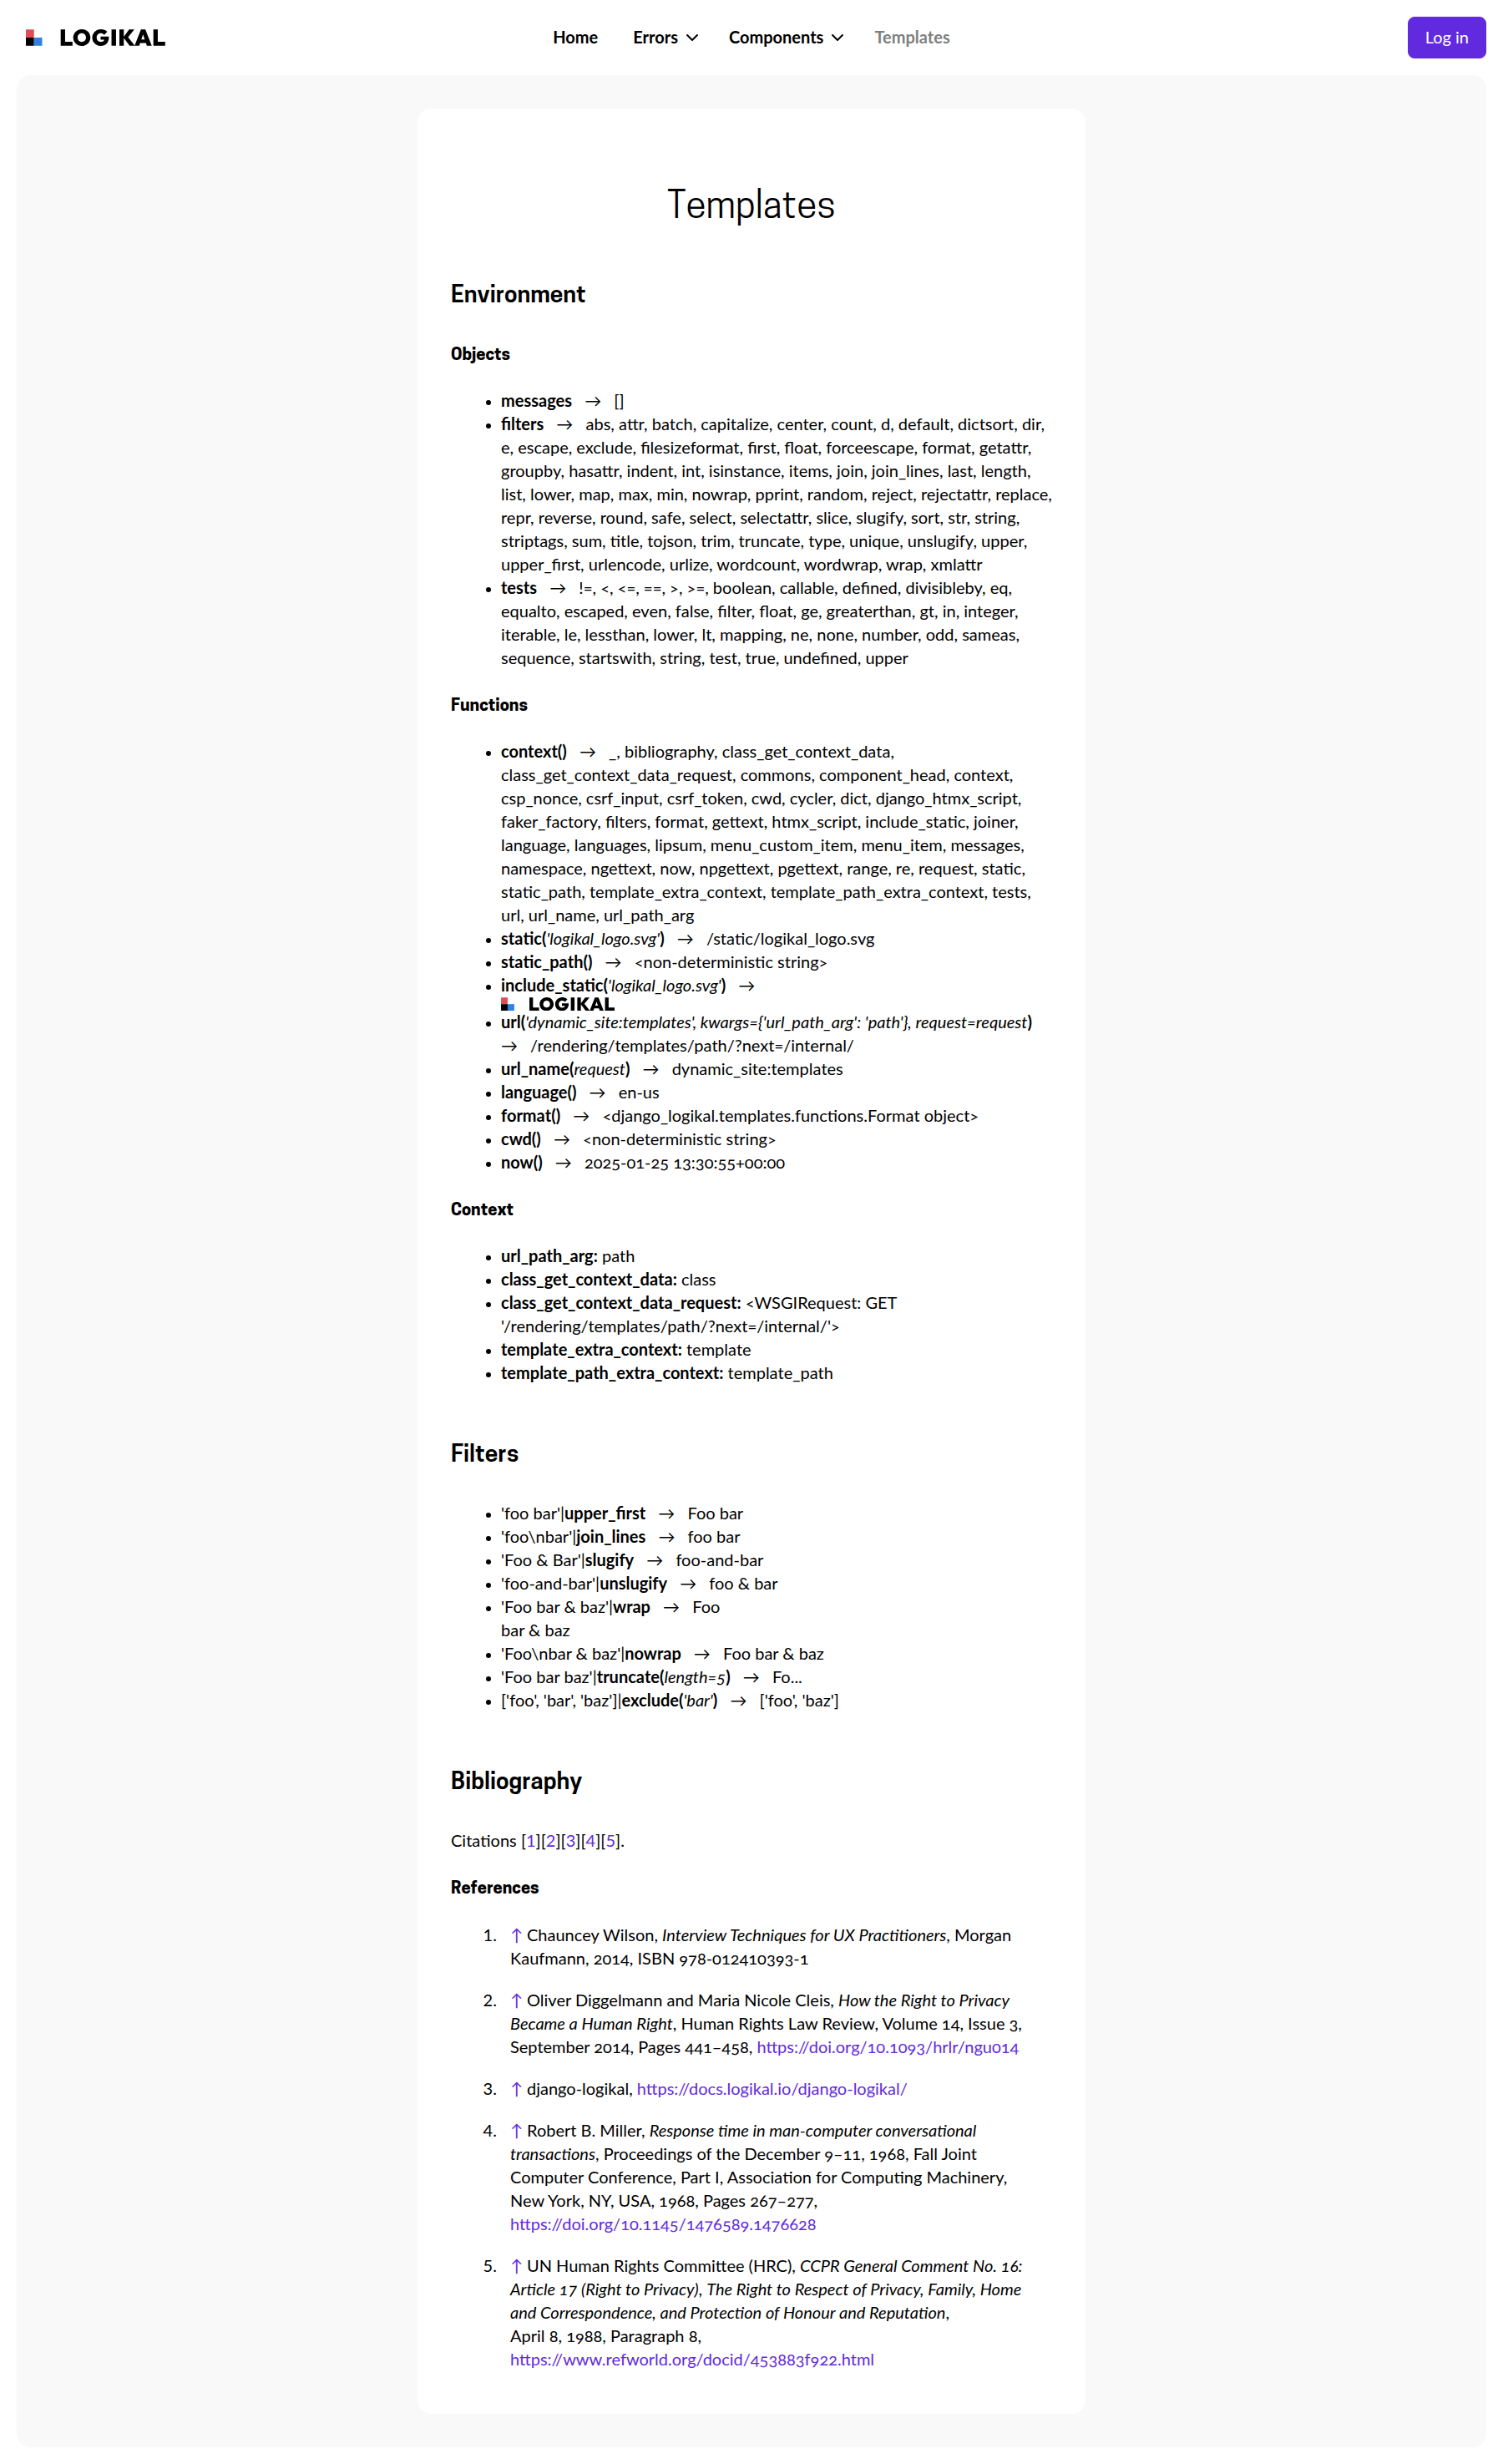 LOGIKAL
Home Errors Components Templates
Log in
Templates
Environment
Objects
• messages → []
• filters → abs, attr, batch, capitalize, center, count, d, default, dictsort, dir,
e, escape, exclude, filesizeformat, first, float, forceescape, format, getattr,
groupby, hasattr, indent, int, isinstance, items, join, join_lines, last, length,
list, lower, map, max, min, nowrap, pprint, random, reject, rejectattr, replace,
repr, reverse, round, safe, select, selectattr, slice, slugify, sort, str, string,
striptags, sum, title, tojson, trim, truncate, type, unique, unslugify, upper,
upper_first, urlencode, urlize, wordcount, wordwrap, wrap, xmlattr
• tests → !=, <, <=, ==, >, >=, boolean, callable, defined, divisibleby, eq,
equalto, escaped, even, false, filter, float, ge, greaterthan, gt, in, integer,
iterable, le, lessthan, lower, lt, mapping, ne, none, number, odd, sameas,
sequence, startswith, string, test, true, undefined, upper
Functions
• context() → _, bibliography, class_get_context_data,
class_get_context_data_request, commons, component_head, context,
csp_nonce, csrf_input, csrf_token, cwd, cycler, dict, django_htmx_script,
faker_factory, filters, format, gettext, htmx_script, include_static, joiner,
language, languages, lipsum, menu_custom_item, menu_item, messages,
namespace, ngettext, now, npgettext, pgettext, range, re, request, static,
static_path, template_extra_context, template_path_extra_context, tests,
url, url_name, url_path_arg
• static('logikal_logo.svg') → /static/logikal_logo.svg
• static_path() → <non-deterministic string>
• include_static('logikal_logo.svg') →
LOGIKAL
• url('dynamic_site:templates', kwargs={'url_path_arg': 'path'}, request=request)
→ /rendering/templates/path/?next=/internal/
• url_name(request) → dynamic_site:templates
• language() → en-us
• format() → <django_logikal.templates.functions.Format object>
• cwd() → <non-deterministic string>
• now() → 2025-01-25 13:30:55+00:00
Context
• url_path_arg: path
• class_get_context_data: class
• class_get_context_data_request: <WSGIRequest: GET
'/rendering/templates/path/?next=/internal/'>
• template_extra_context: template
• template_path_extra_context: template_path
Filters
• 'foo bar'|upper_first → Foo bar
• 'foo\nbar'|join_lines → foo bar
• 'Foo & Bar'|slugify → foo-and-bar
• 'foo-and-bar'|unslugify → foo & bar
• 'Foo bar & baz'|wrap → Foo
bar & baz
• 'Foo\nbar & baz'|nowrap → Foo bar & baz
• 'Foo bar baz'|truncate(length=5) → Fo...
• ['foo', 'bar', 'baz']|exclude('bar') → ['foo', 'baz']
Bibliography
Citations [1][2][3][4][5].
References
1. ↑ Chauncey Wilson, Interview Techniques for UX Practitioners, Morgan
Kaufmann, 2014, ISBN 978-012410393-1
2. ↑ Oliver Diggelmann and Maria Nicole Cleis, How the Right to Privacy
Became a Human Right, Human Rights Law Review, Volume 14, Issue 3,
September 2014, Pages 441–458, https://doi.org/10.1093/hrlr/ngu014
3. ↑ django-logikal, https://docs.logikal.io/django-logikal/
4. ↑ Robert B. Miller, Response time in man-computer conversational
transactions, Proceedings of the December 9–11, 1968, Fall Joint
Computer Conference, Part I, Association for Computing Machinery,
New York, NY, USA, 1968, Pages 267–277,
https://doi.org/10.1145/1476589.1476628
5. ↑ UN Human Rights Committee (HRC), CCPR General Comment No. 16:
Article 17 (Right to Privacy), The Right to Respect of Privacy, Family, Home
and Correspondence, and Protection of Honour and Reputation,
April 8, 1988, Paragraph 8,
https://www.refworld.org/docid/453883f922.html